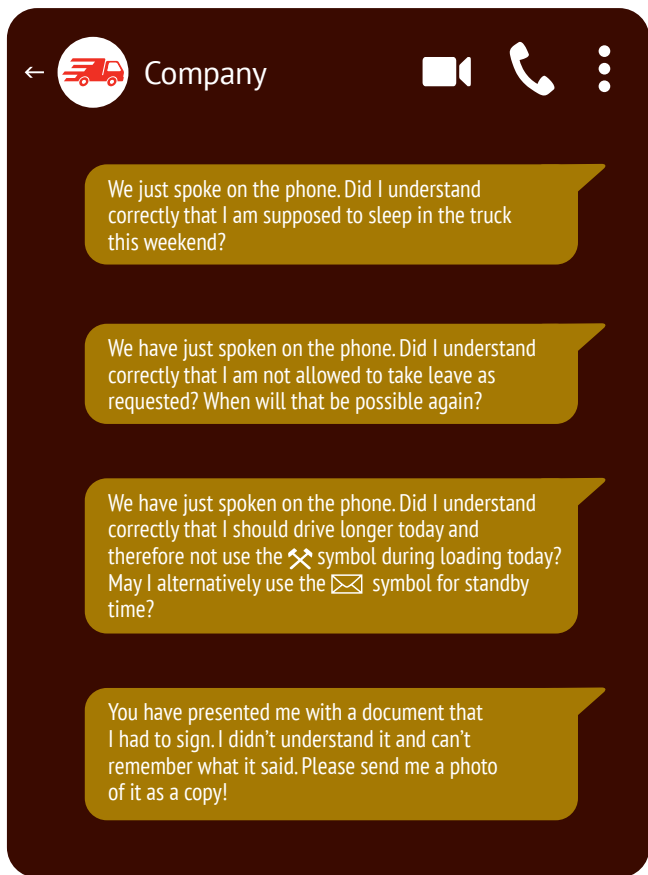 Company
We just spoke on the phone. Did I understand
correctly that I am supposed to sleep in the truck
this weekend?
We have just spoken on the phone. Did I understand
correctly that I am not allowed to take leave as
requested? When will that be possible again?
We have just spoken on the phone. Did I understand
correctly that I should drive longer today and
therefore not use the ⚒ symbol during loading today?
May I alternatively use the ✉ symbol for standby
time?
You have presented me with a document that
I had to sign. I didn’t understand it and can’t
remember what it said. Please send me a photo
of it as a copy!